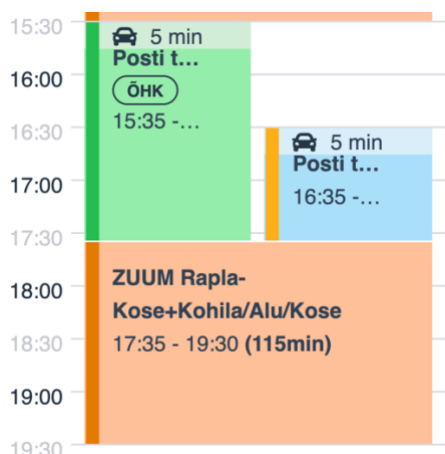 15:30
5 min
Posti t...
16:00
ÕHK
15:35 -...
16:30
5 min
Posti t...
17:00
16:35 -...
17:30
ZUUM Rapla-
18:00
Kose+Kohila/Alu/Kose
18:30
17:35 - 19:30 (115min)
19:00
19:30